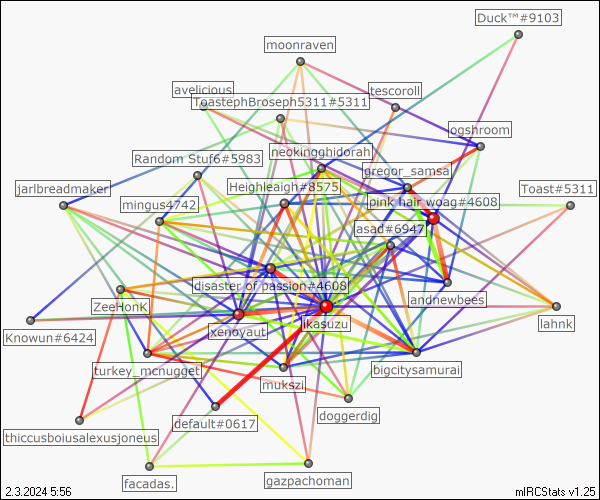 Duck™#9103
moonraven
avelicious
tescoroll
ToastephBroseph5311#5311
ogshroom
neokingghidorah
Random Stuf6#5983
gregor_samsa
jarlbreadmaker
Heighleaigh#8575
Toast#5311
mingus4742
pink hair woag#4608
asad#6947
disaster of passion#4608
andnewbees
ZeeHonK
lahnk
xenoyaut
ikasuzu
Knowun#6424
turkey_mcnugget
bigcitysamurai
mukszi
doggerdig
default#0617
thiccusboiusalexusjoneus
facadas.
gazpachoman
2.3.2024 5:56
mIRCStats v1.25